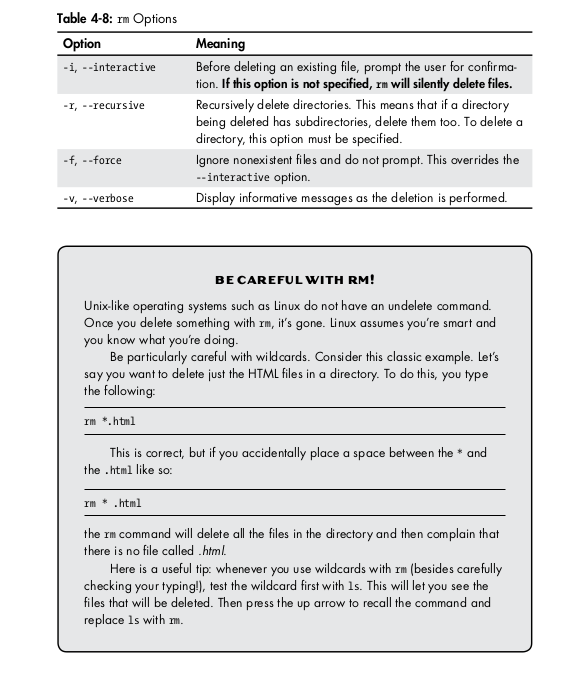 Table 4-8: rm Options
Option Meaning
-i, --interactive Before deleting an existing file, prompt the user for confirma-
tion. If this option is not specified, rm will silently delete files.
-r, --recursive Recursively delete directories. This means that if a directory
being deleted has subdirectories, delete them too. To delete a
directory, this option must be specified.
-f, --force Ignore nonexistent files and do not prompt. This overrides the
--interactive option.
-v, --verbose Display informative messages as the deletion is performed.
BE CAREFUL WITH RM!
Unix-like operating systems such as Linux do not have an undelete command.
Once you delete something with rm, it's gone. Linux assumes you're smart and
you know what you're doing.
Be particularly careful with wildcards. Consider this classic example. Let's
say you want to delete just the HTML files in a directory. To do this, you type
the following:
rm *.html
This is correct, but if you accidentally place a space between the * and
the .html like so:
rm * .html
the rm command will delete all the files in the directory and then complain that
there is no file called .html.
Here is a useful tip: whenever you use wildcards with rm (besides carefully
checking your typing!), test the wildcard first with ls. This will let you see the
files that will be deleted. Then press the up arrow to recall the command and
replace ls with rm.